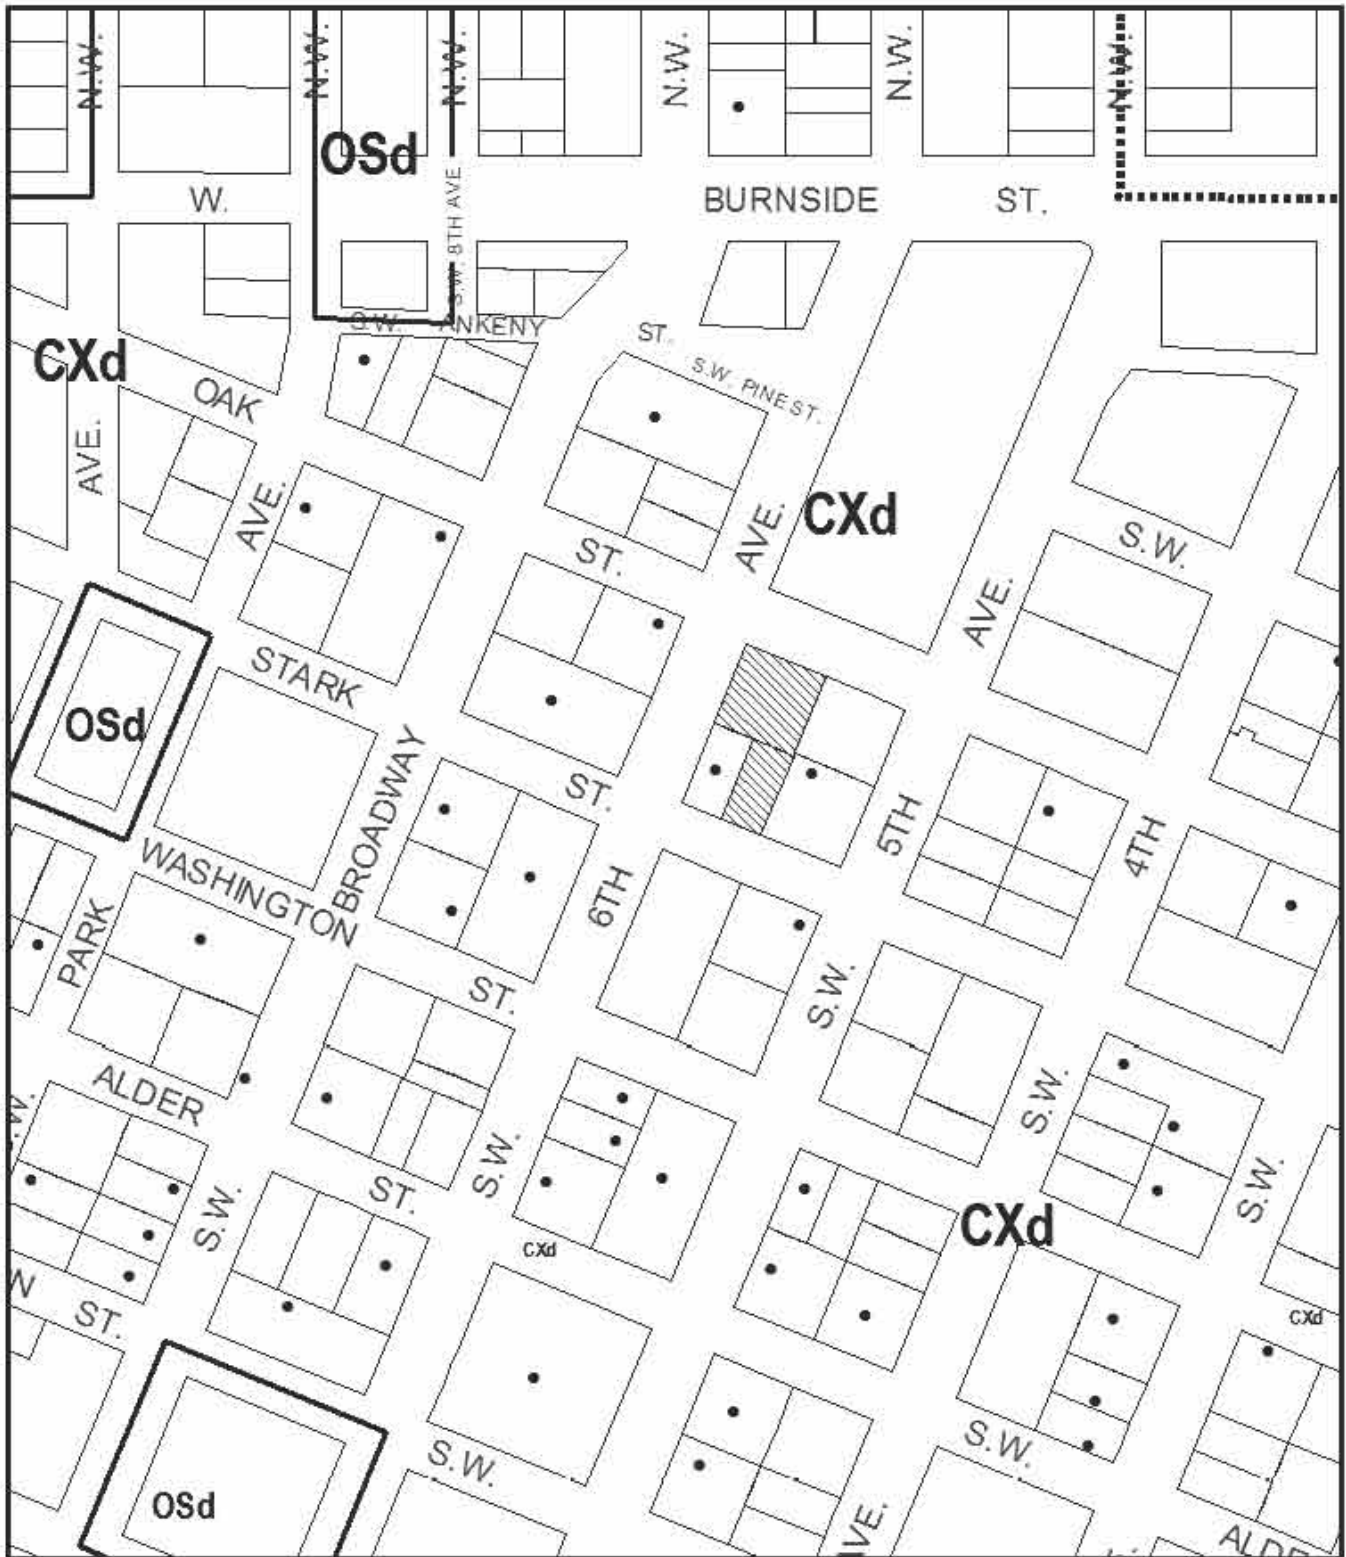 N.W.
N.W.
N.W.
N.W.
N.W.
N.W.
OSd
W.
S.W. 8TH AVE
BURNSIDE
ST.
S.W.
ANKENY
ST.
S.W. PINE ST.
CXd
OAK
AVE.
AVE.
ST.
AVE.
CXd
S.W.
AVE.
STARK
OSd
ST.
BROADWAY
5TH
4TH
WASHINGTON
6TH
PARK
ST.
S.W.
ALDER
S.W.
ST.
S.W.
S.W.
S.W.
CXd
CXd
CXd
N
ST.
S.W.
S.W.
OSd